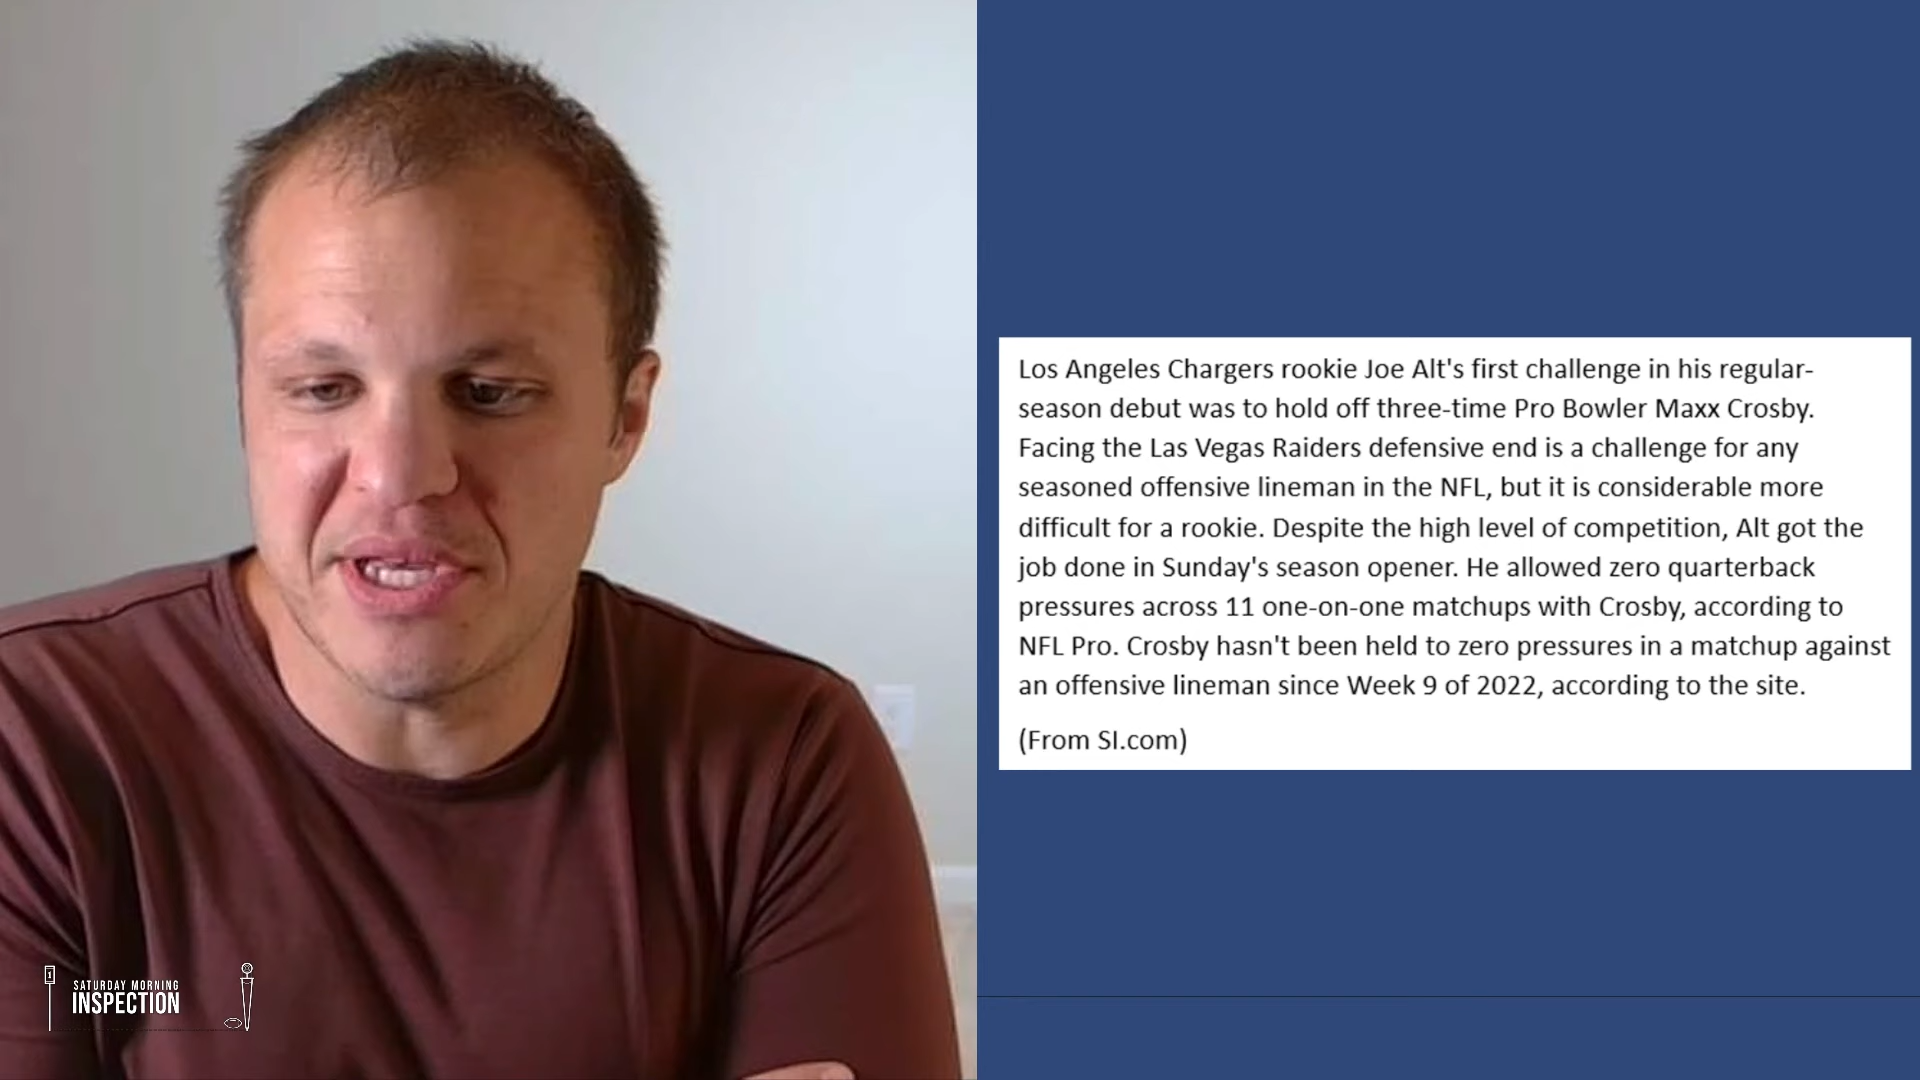 Los Angeles Chargers rookie Joe Alt's first challenge in his regular-
season debut was to hold off three-time Pro Bowler Maxx Crosby.
Facing the Las Vegas Raiders defensive end is a challenge for any
seasoned offensive lineman in the NFL, but it is considerable more
difficult for a rookie. Despite the high level of competition, Alt got the
job done in Sunday's season opener. He allowed zero quarterback
pressures across 11 one-on-one matchups with Crosby, according to
NFL Pro. Crosby hasn't been held to zero pressures in a matchup against
an offensive lineman since Week 9 of 2022, according to the site.
(From SI.com)
1
SATURDAY MORNING
INSPECTION